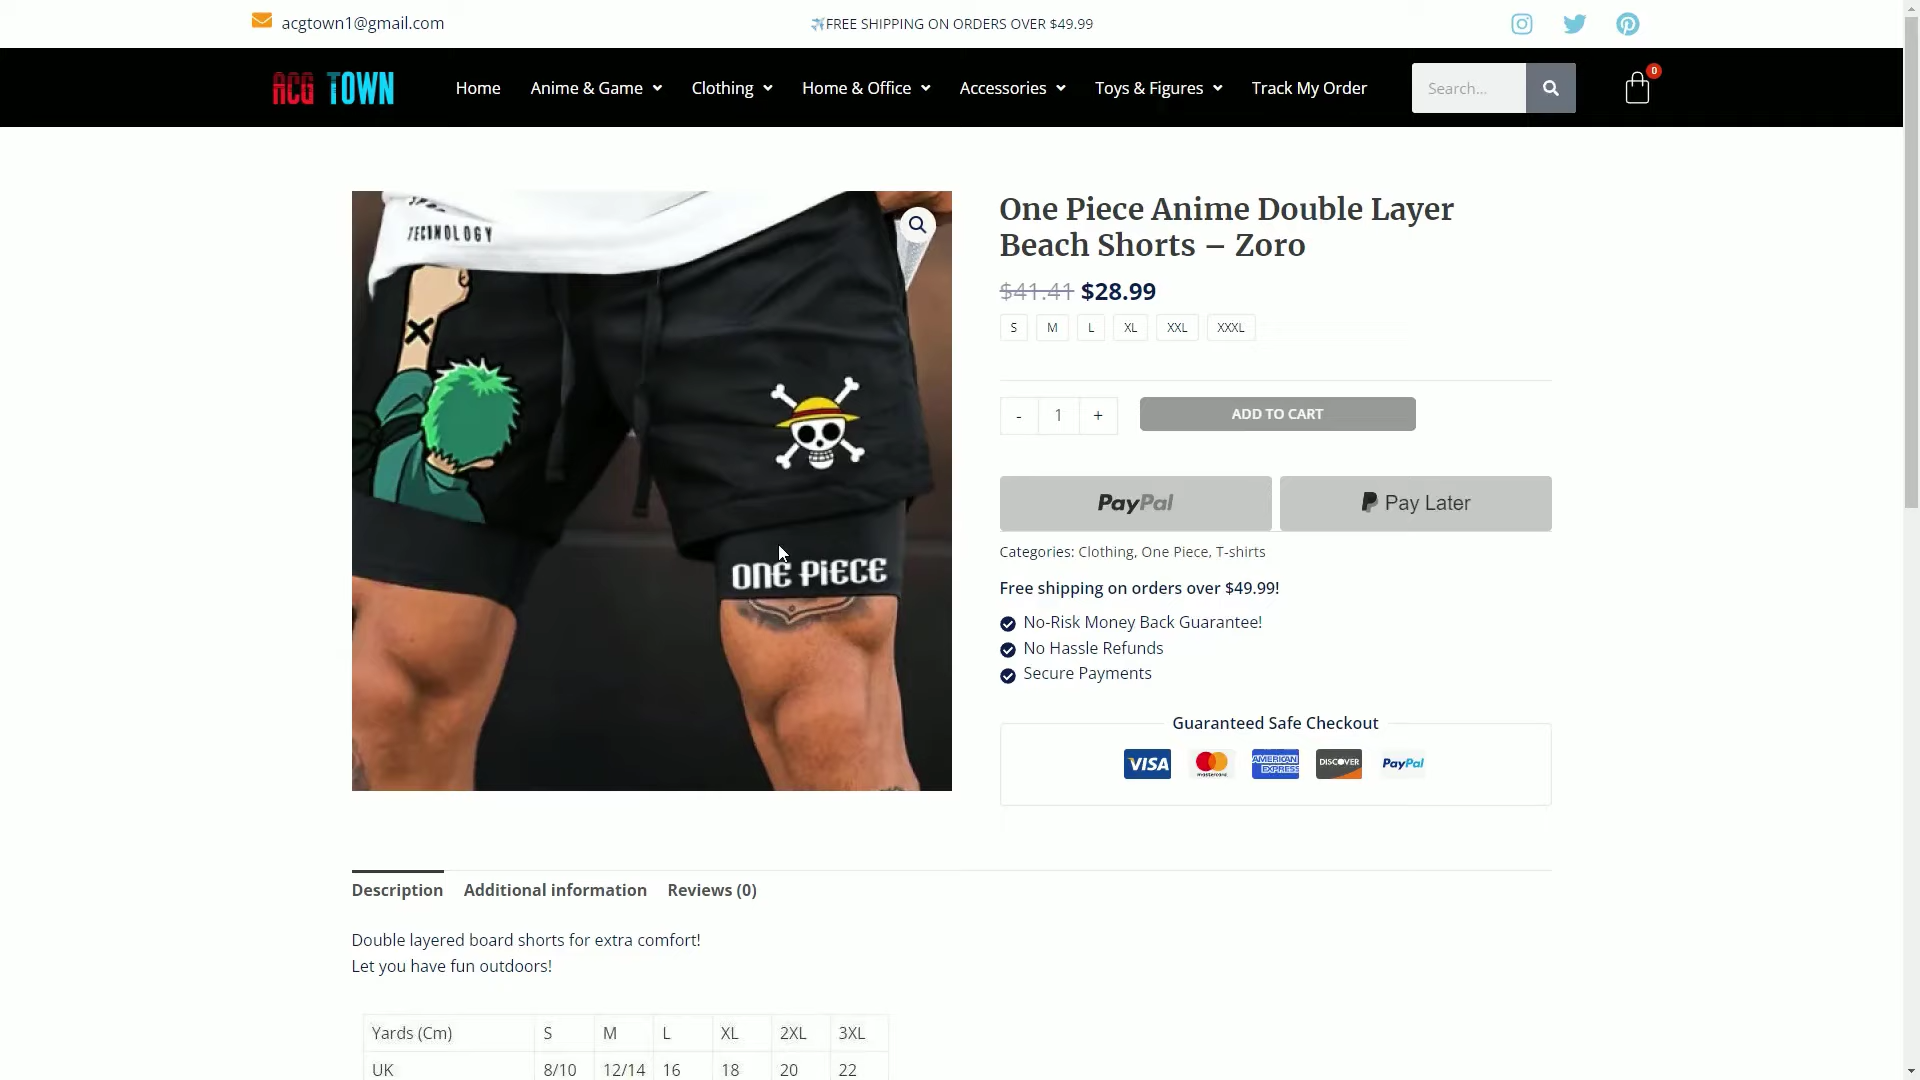 acgtown1@gmail.com
✈️FREE SHIPPING ON ORDERS OVER $49.99
ACG TOWN
Home
Anime & Game
Clothing
Home & Office
Accessories
Toys & Figures
Track My Order
Search...
0
TECHNOLOGY
ONE PIECE
One Piece Anime Double Layer
Beach Shorts – Zoro
$41.41 $28.99
S M L XL XXL XXXL
- 1 + ADD TO CART
PayPal
P Pay Later
Categories: Clothing, One Piece, T-shirts
Free shipping on orders over $49.99!
No-Risk Money Back Guarantee!
No Hassle Refunds
Secure Payments
Guaranteed Safe Checkout
VISA mastercard AMERICAN EXPRESS DISCOVER PayPal
Description Additional information Reviews (0)
Double layered board shorts for extra comfort!
Let you have fun outdoors!
Yards (Cm) S M L XL 2XL 3XL
UK 8/10 12/14 16 18 20 22